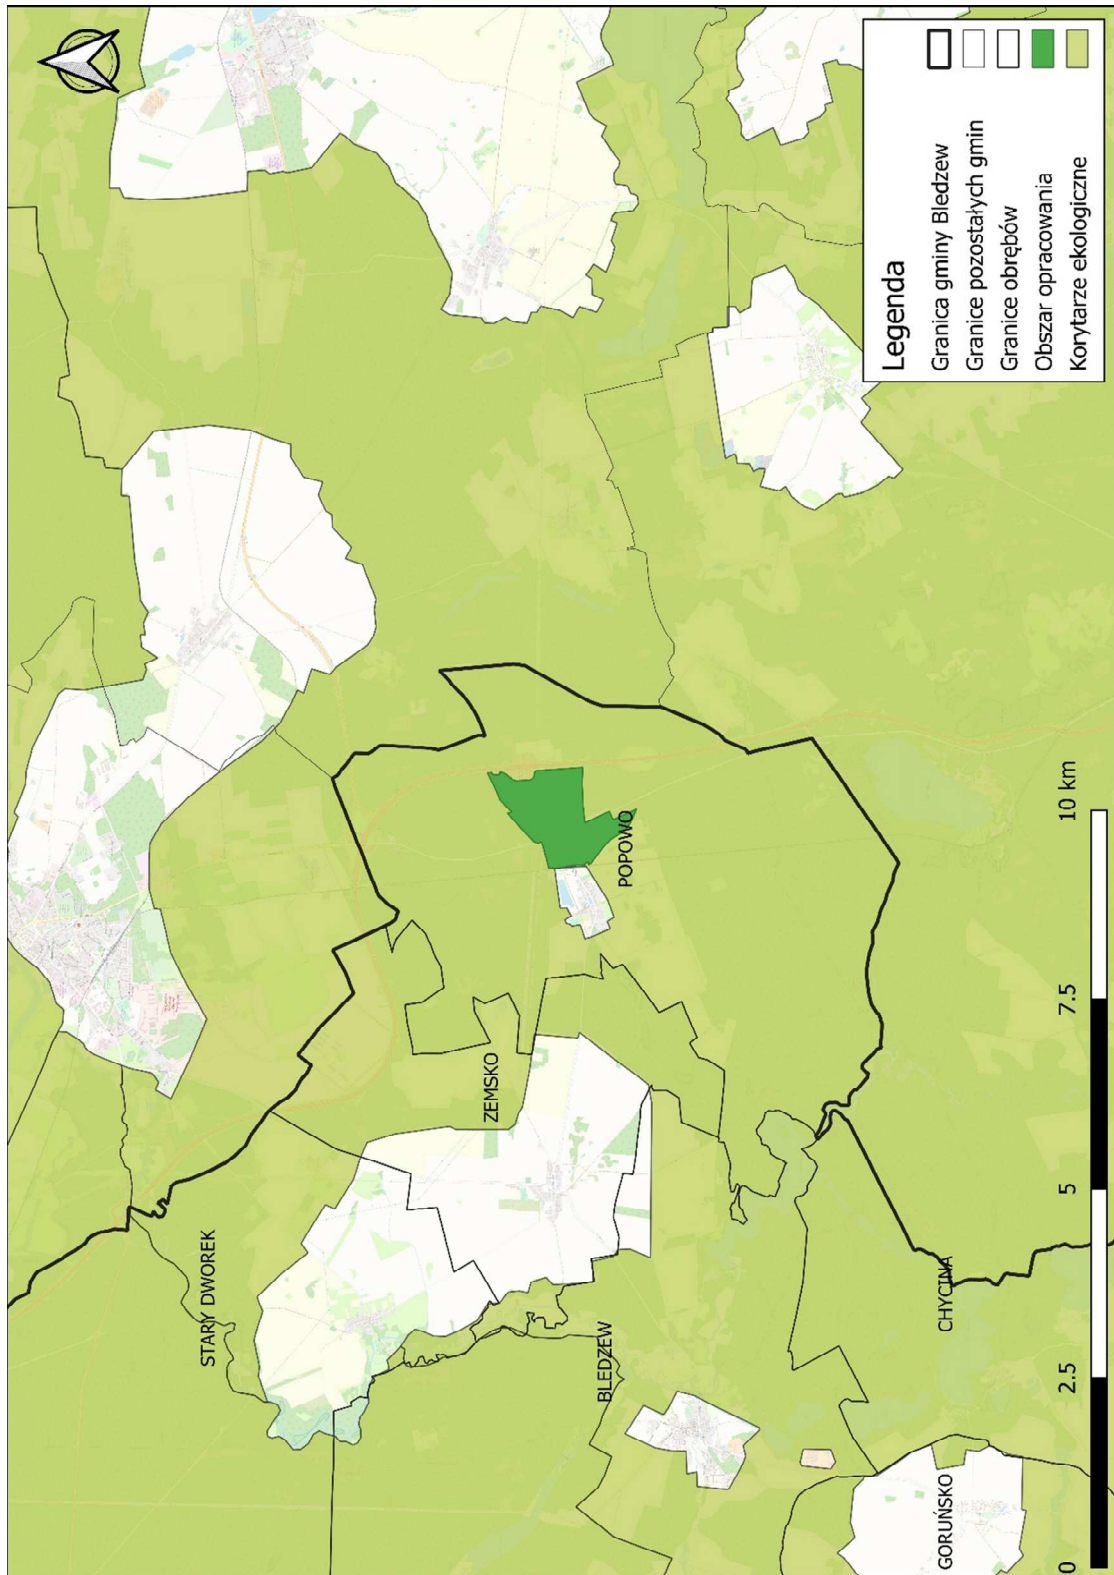 STARY DWOREK
ZEMSKO
BLEDZEW
POPOWO
GORUŃSKO
CHYCINA
Legenda
Granica gminy Bledzew
Granice pozostałych gmin
Granice obrębów
Obszar opracowania
Korytarze ekologiczne
0 2.5 5 7.5 10 km